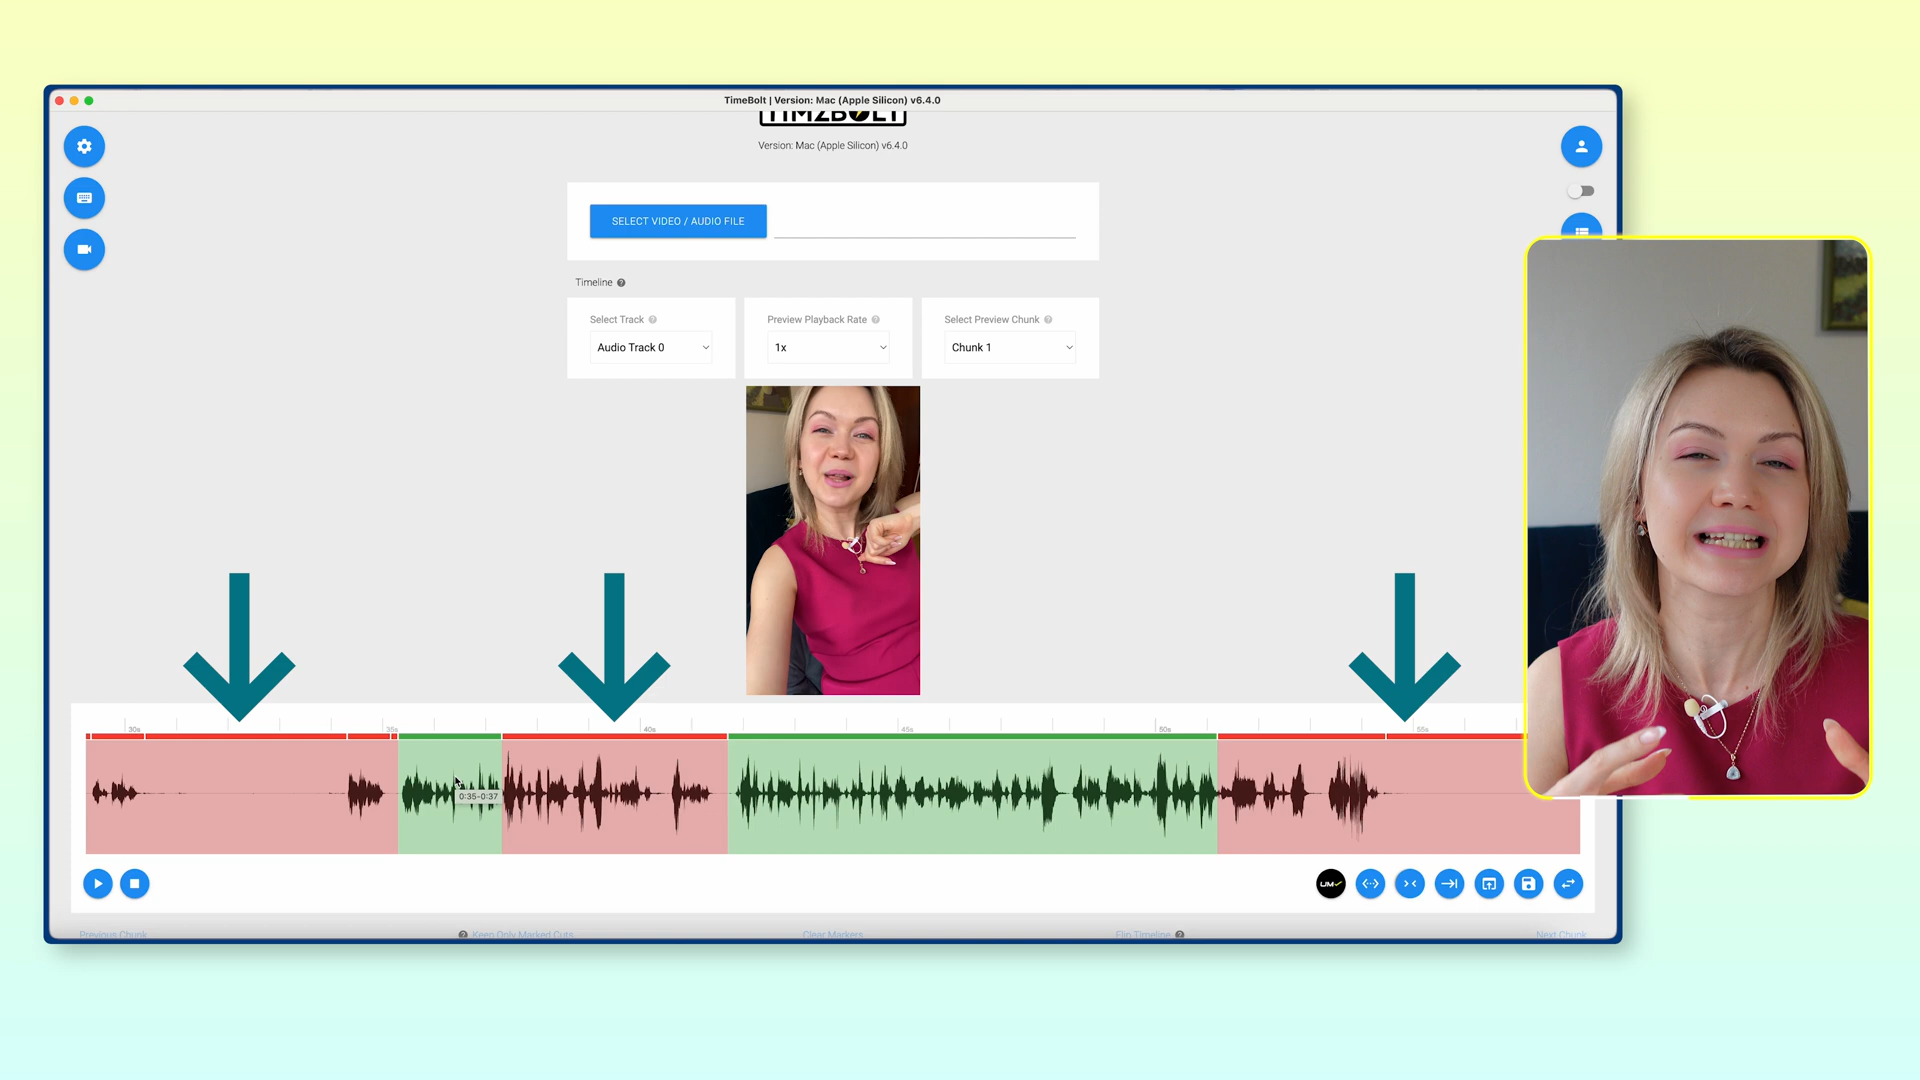 TimeBolt | Version: Mac (Apple Silicon) v6.4.0
TIMEBOLT
Version: Mac (Apple Silicon) v6.4.0
SELECT VIDEO / AUDIO FILE
Timeline
Select Track
Preview Playback Rate
Select Preview Chunk
Audio Track 0
1x
Chunk 1
30s
35s
40s
45s
50s
55s
0:35-0:37
UM
Previous Chunk
Keep Only Marked Cuts
Clear Markers
Flip Timeline
Next Chunk